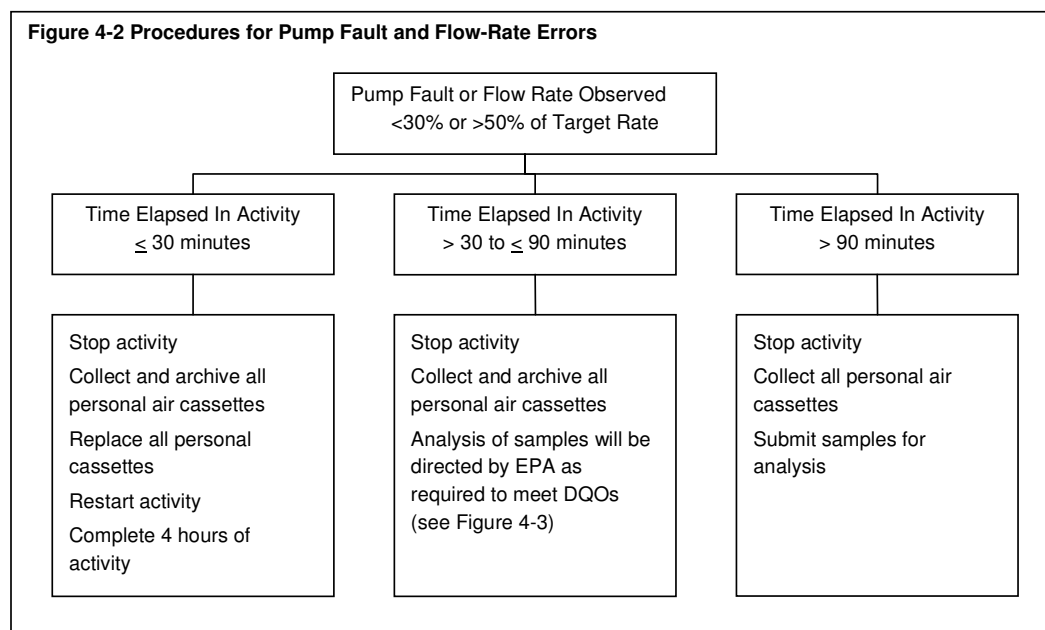 Figure 4-2 Procedures for Pump Fault and Flow-Rate Errors
Pump Fault or Flow Rate Observed
<30% or >50% of Target Rate
Time Elapsed In Activity
≤ 30 minutes
Time Elapsed In Activity
> 30 to ≤ 90 minutes
Time Elapsed In Activity
> 90 minutes
Stop activity
Collect and archive all
personal air cassettes
Replace all personal
cassettes
Restart activity
Complete 4 hours of
activity
Stop activity
Collect and archive all
personal air cassettes
Analysis of samples will be
directed by EPA as
required to meet DQOs
(see Figure 4-3)
Stop activity
Collect all personal air
cassettes
Submit samples for
analysis